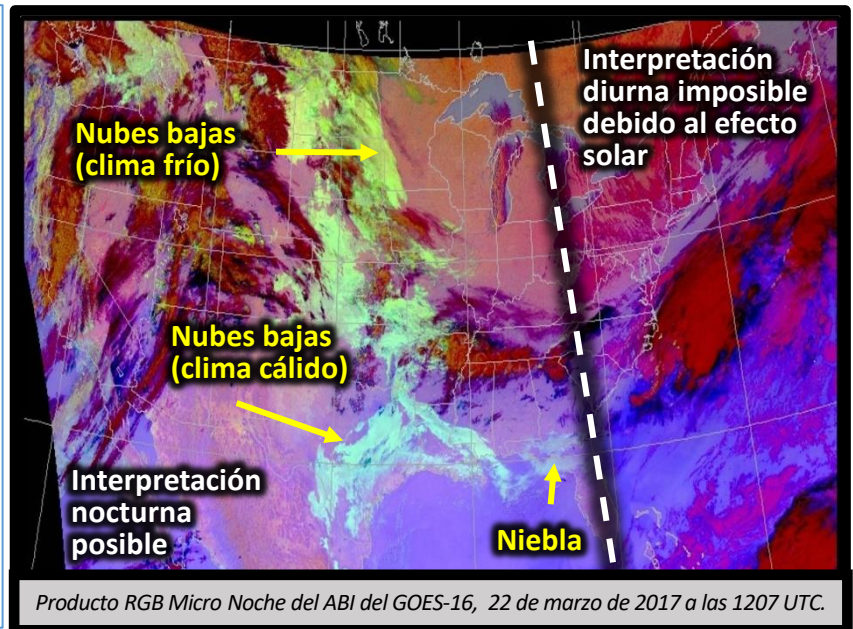 Interpretación
diurna imposible
debido al efecto
solar
Nubes bajas
(clima frío)
Nubes bajas
(clima cálido)
Interpretación
nocturna
posible
Niebla
Producto RGB Micro Noche del ABI del GOES-16, 22 de marzo de 2017 a las 1207 UTC.